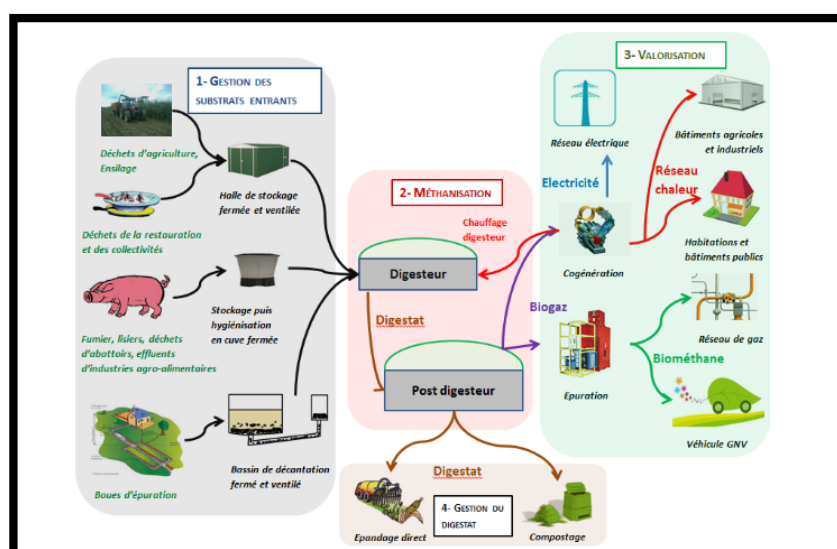 1- GESTION DES
SUBSTRATS ENTRANTS
Déchets d'agriculture,
Ensilage
Halle de stockage
fermée et ventilée
Déchets de la restauration
et des collectivités
Stockage puis
hygiénisation
en cuve fermée
Fumier, lisiers, déchets
d'abattoirs, effluents
d'industries agro-alimentaires
Bassin de décantation
fermé et ventilé
Boues d'épuration
2- MÉTHANISATION
Chauffage
digesteur
Digesteur
Digestat
Biogaz
Post digesteur
3- VALORISATION
Réseau électrique
Bâtiments agricoles
et industriels
Electricité
Réseau
chaleur
Cogénération
Habitations et
bâtiments publics
Réseau de gaz
Biométhane
Epuration
Véhicule GNV
Digestat
4- GESTION DU
DIGESTAT
Epandage direct
Compostage